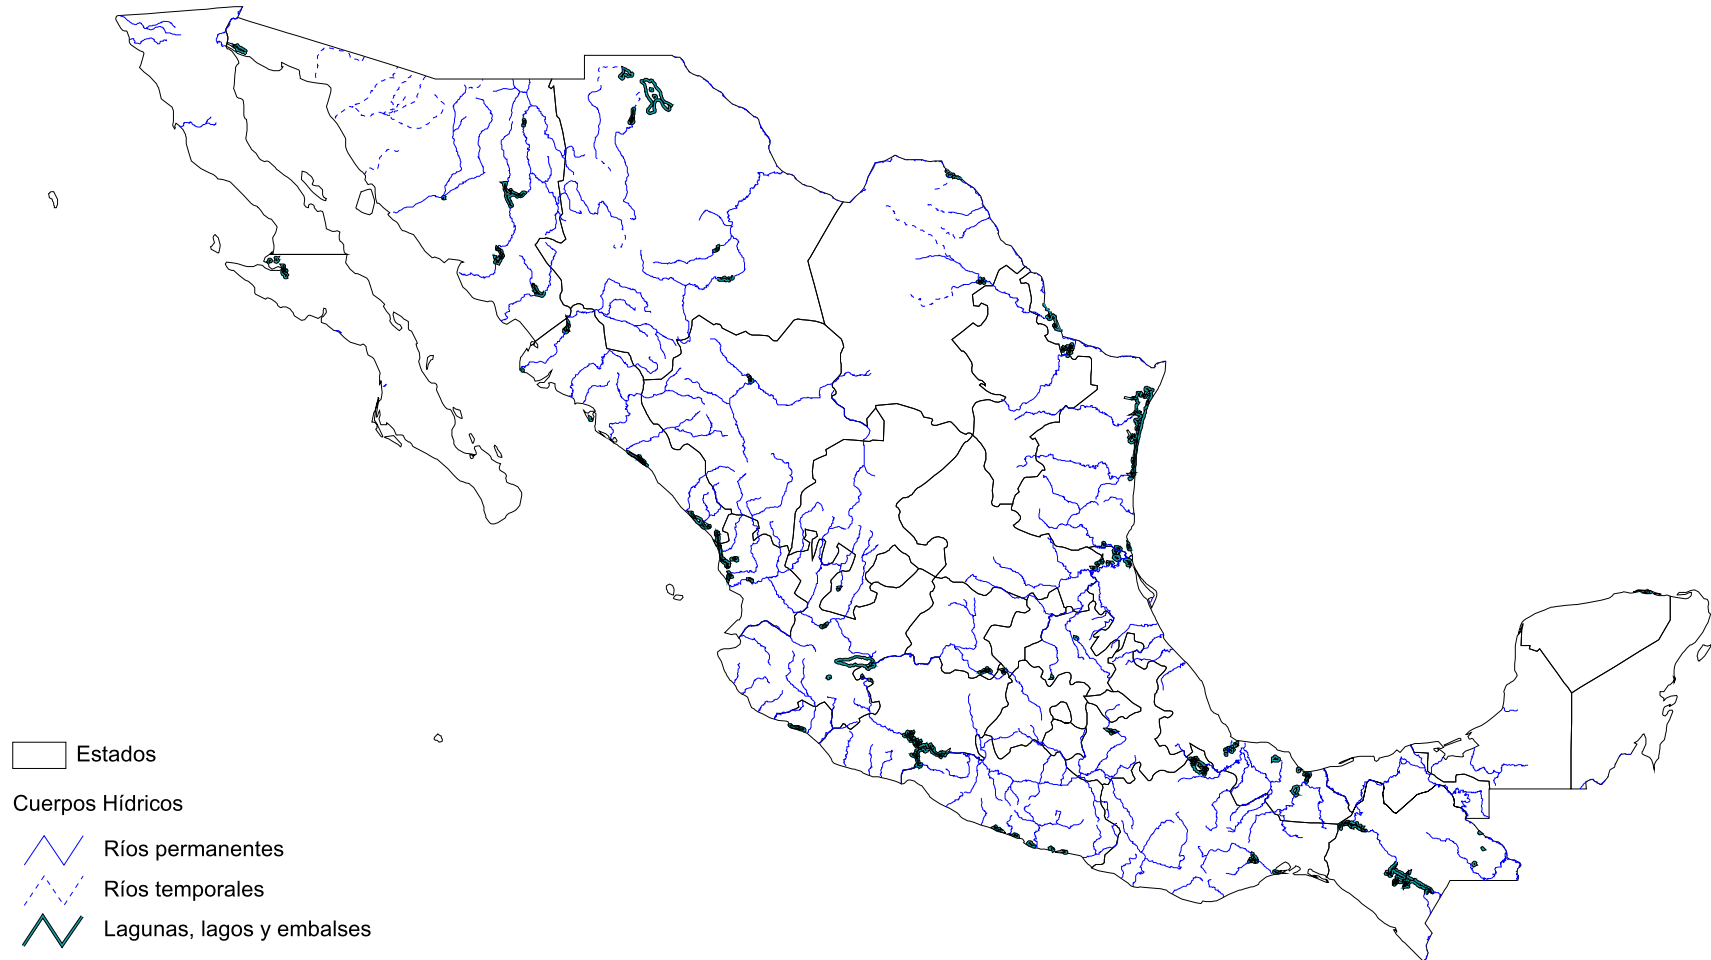 Estados
Cuerpos Hídricos
Ríos permanentes
Ríos temporales
Lagunas, lagos y embalses